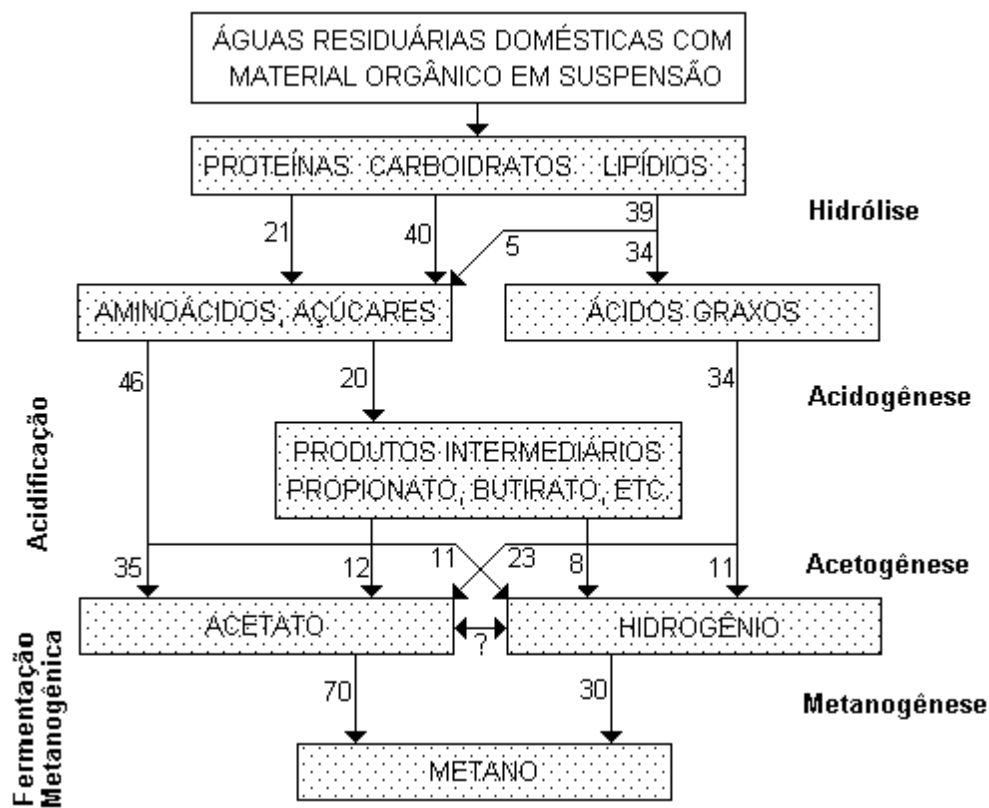 ÁGUAS RESIDUÁRIAS DOMÉSTICAS COM
MATERIAL ORGÂNICO EM SUSPENSÃO
PROTEÍNAS CARBOIDRATOS LIPÍDIOS
Hidrólise
21
40
39
5
34
AMINOÁCIDOS, AÇÚCARES
ÁCIDOS GRAXOS
46
20
34
Acidogênese
Acidificação
PRODUTOS INTERMEDIÁRIOS
PROPIONATO, BUTIRATO, ETC.
35
12
11
23
8
11
Acetogênese
ACETATO
?
HIDROGÊNIO
Fermentação
Metanogênica
70
30
Metanogênese
METANO